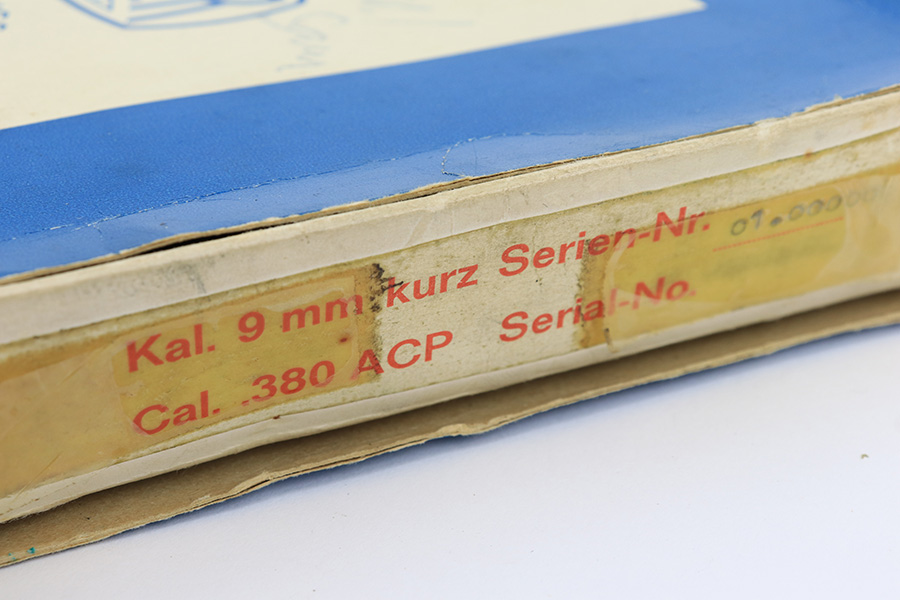 Kal. 9 mm kurz Serien-Nr.
Cal. .380 ACP Serial-No.